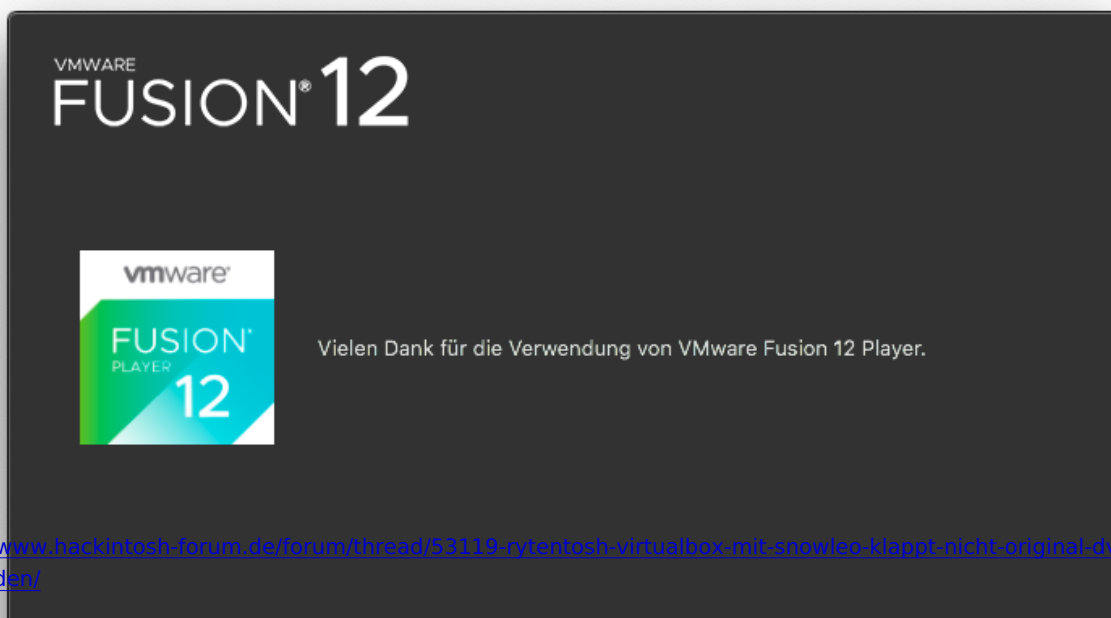 VMWARE
FUSION® 12
vmware®
FUSION®
PLAYER
12
Vielen Dank für die Verwendung von VMware Fusion 12 Player.
www.hackintosh-forum.de/forum/thread/53119-rytentosh-virtualbox-mit-snowleo-klappt-nicht-original-dv
den/